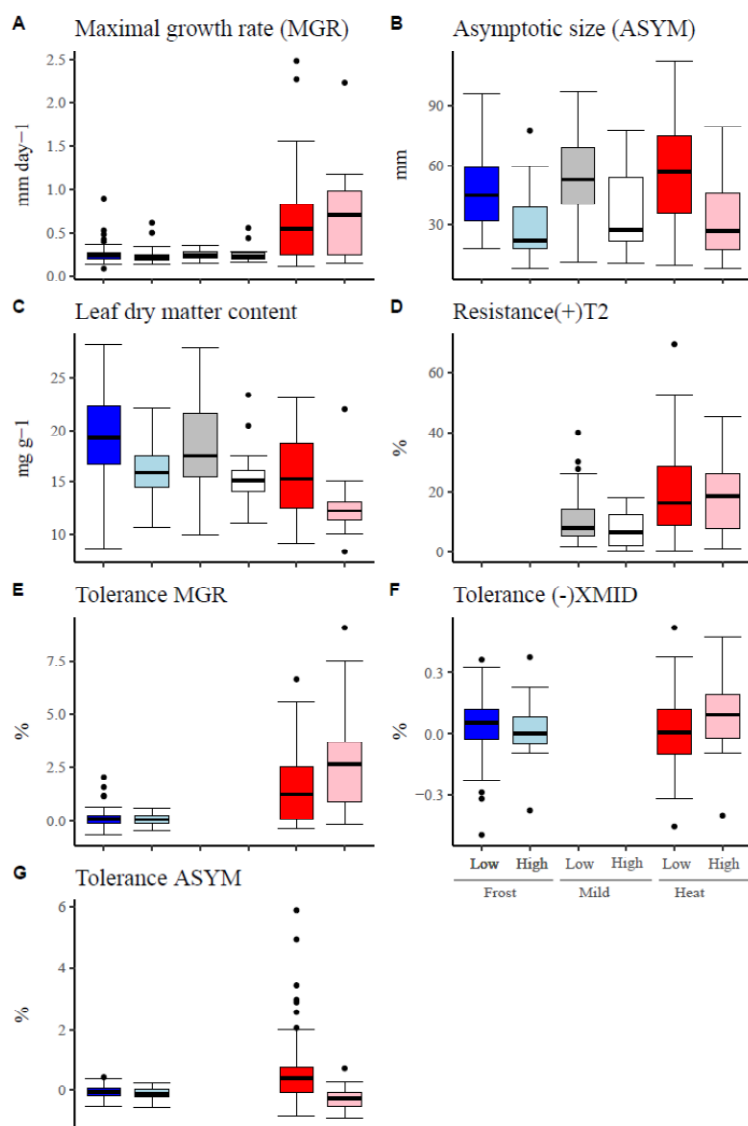 A Maximal growth rate (MGR)
mm day−1
2.5
2.0
1.5
1.0
0.5
0.0
B Asymptotic size (ASYM)
mm
90
60
30
C Leaf dry matter content
mg g−1
25
20
15
10
D Resistance(+)T2
%
60
40
20
0
E Tolerance MGR
%
7.5
5.0
2.5
0.0
F Tolerance (-)XMID
%
0.3
0.0
−0.3
Low High Low High Low High
Frost Mild Heat
G Tolerance ASYM
%
6
4
2
0